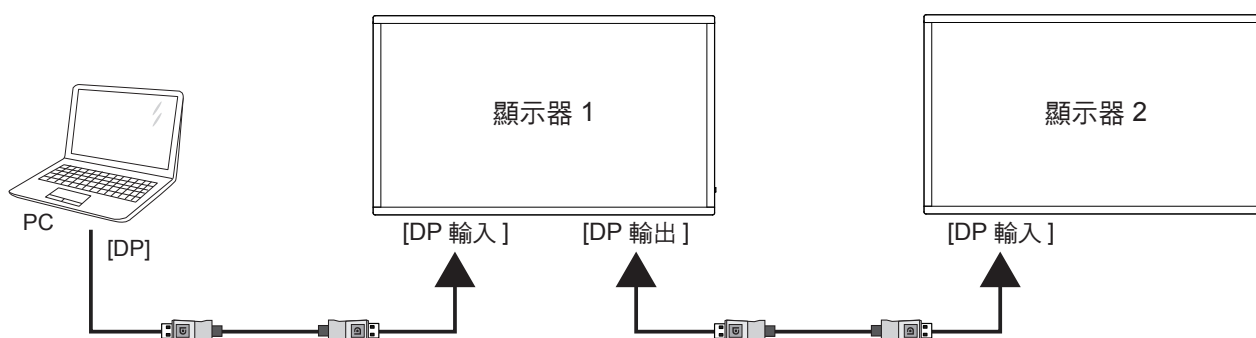 顯示器 1
顯示器 2
PC
[DP]
[DP 輸入 ]
[DP 輸出 ]
[DP 輸入 ]